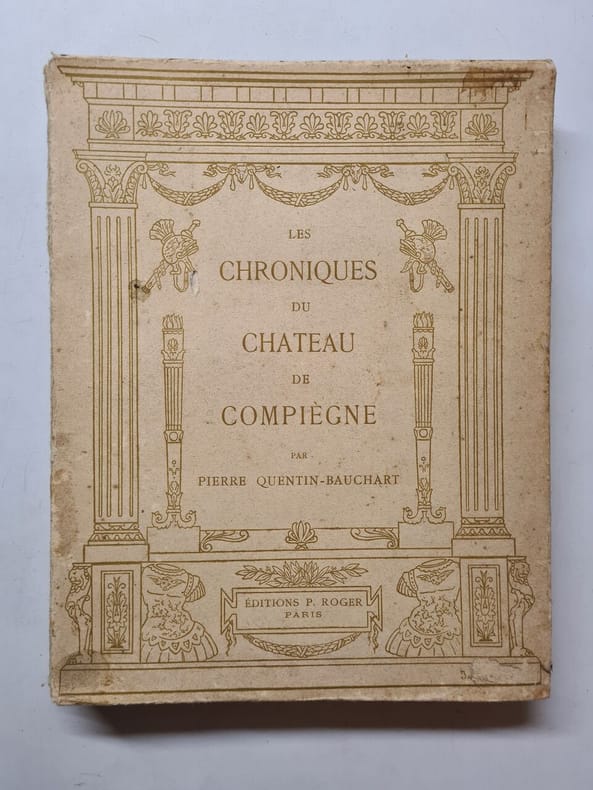 LES
CHRONIQUES
DU
CHATEAU
DE
COMPIÈGNE
PAR
PIERRE QUENTIN-BAUCHART
ÉDITIONS P. ROGER
PARIS